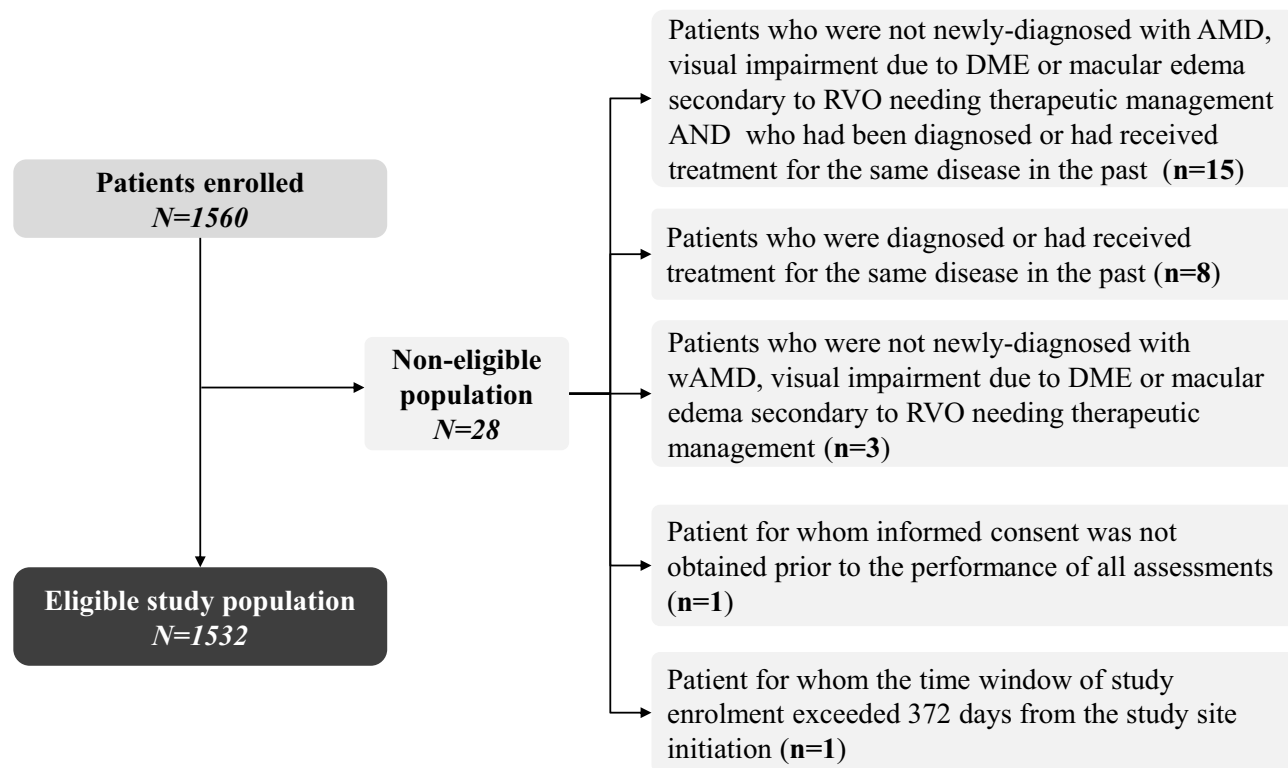 Patients enrolled
N=1560
Non-eligible
population
N=28
Eligible study population
N=1532
Patients who were not newly-diagnosed with AMD,
visual impairment due to DME or macular edema
secondary to RVO needing therapeutic management
AND who had been diagnosed or had received
treatment for the same disease in the past (n=15)
Patients who were diagnosed or had received
treatment for the same disease in the past (n=8)
Patients who were not newly-diagnosed with
wAMD, visual impairment due to DME or macular
edema secondary to RVO needing therapeutic
management (n=3)
Patient for whom informed consent was not
obtained prior to the performance of all assessments
(n=1)
Patient for whom the time window of study
enrolment exceeded 372 days from the study site
initiation (n=1)